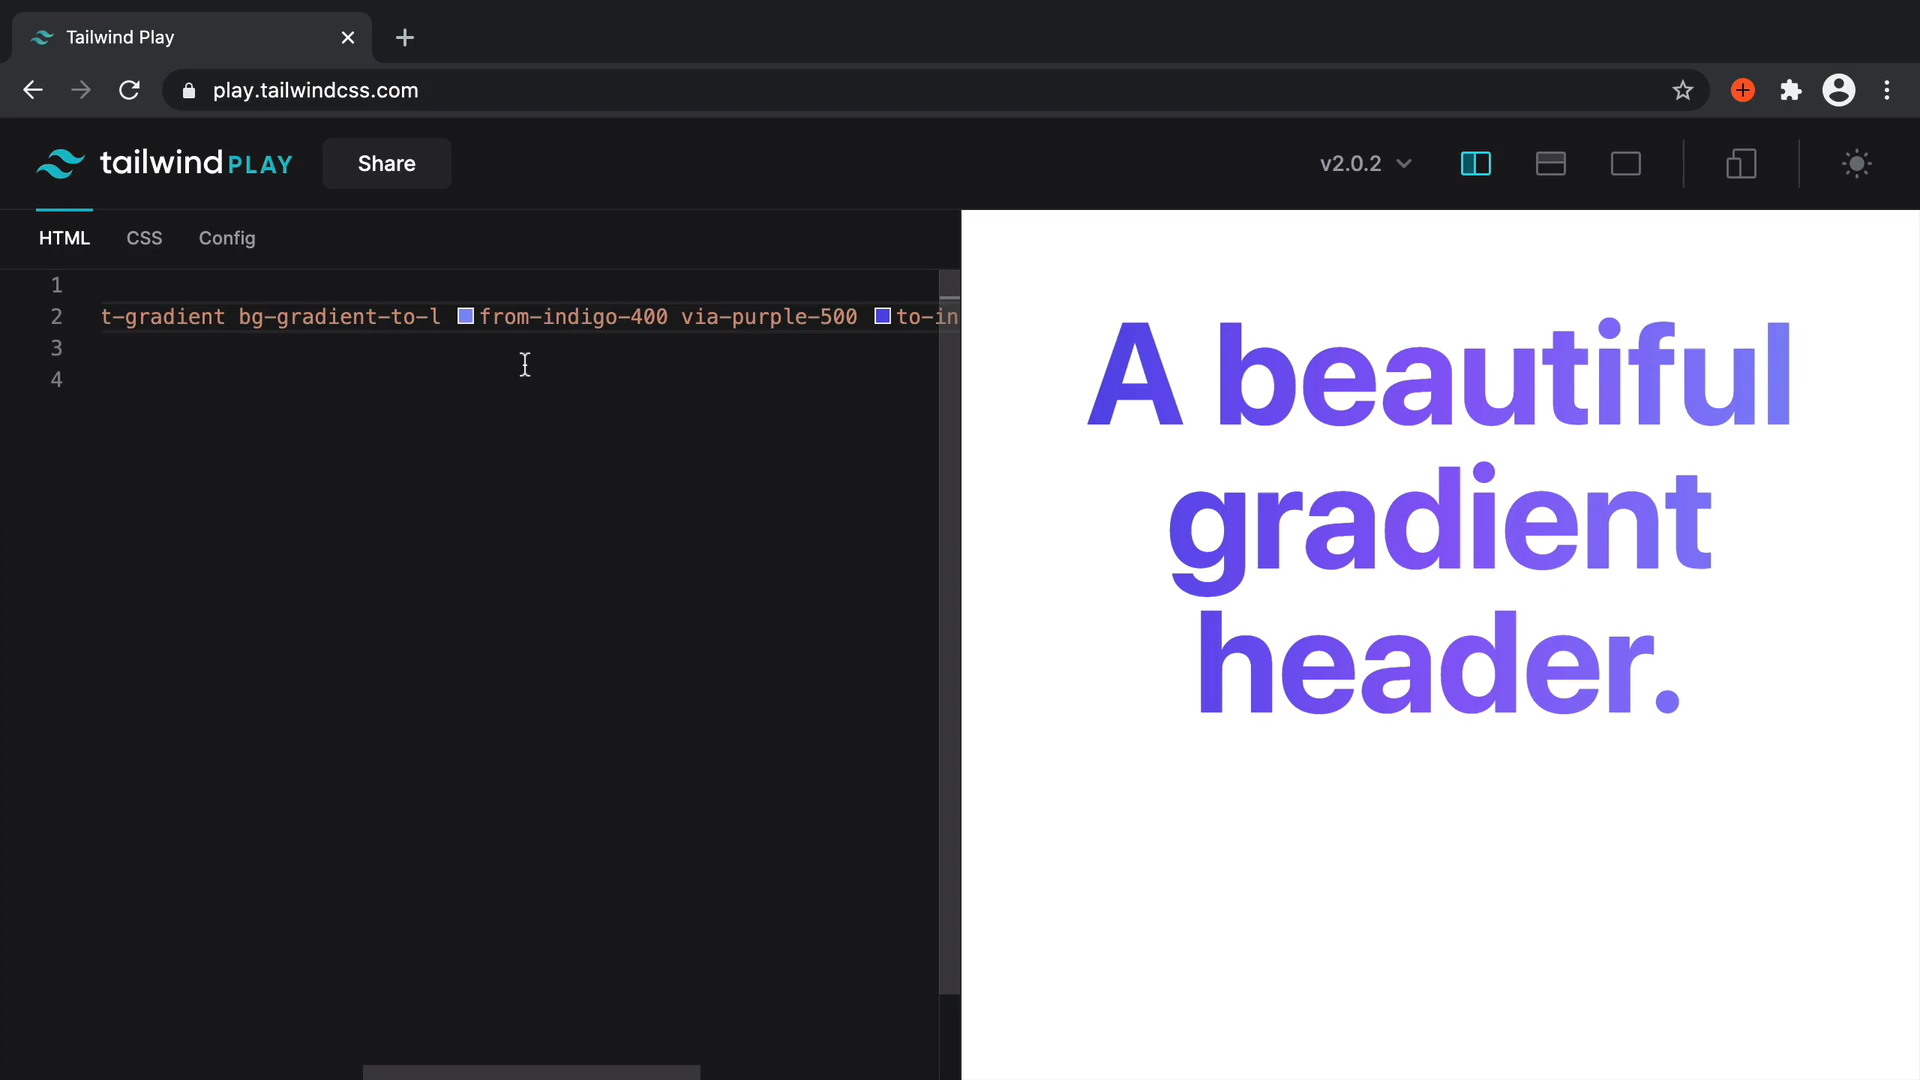 Tailwind Play
play.tailwindcss.com
tailwind PLAY
Share
v2.0.2
HTML CSS Config
1
2 t-gradient bg-gradient-to-l from-indigo-400 via-purple-500 to-in
3
4
A beautiful
gradient
header.